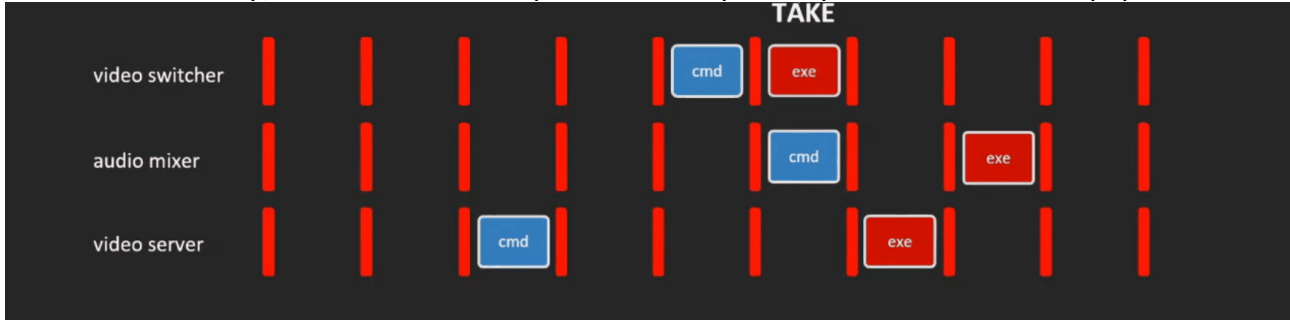 TAKE
video switcher cmd exe
audio mixer cmd exe
video server cmd exe